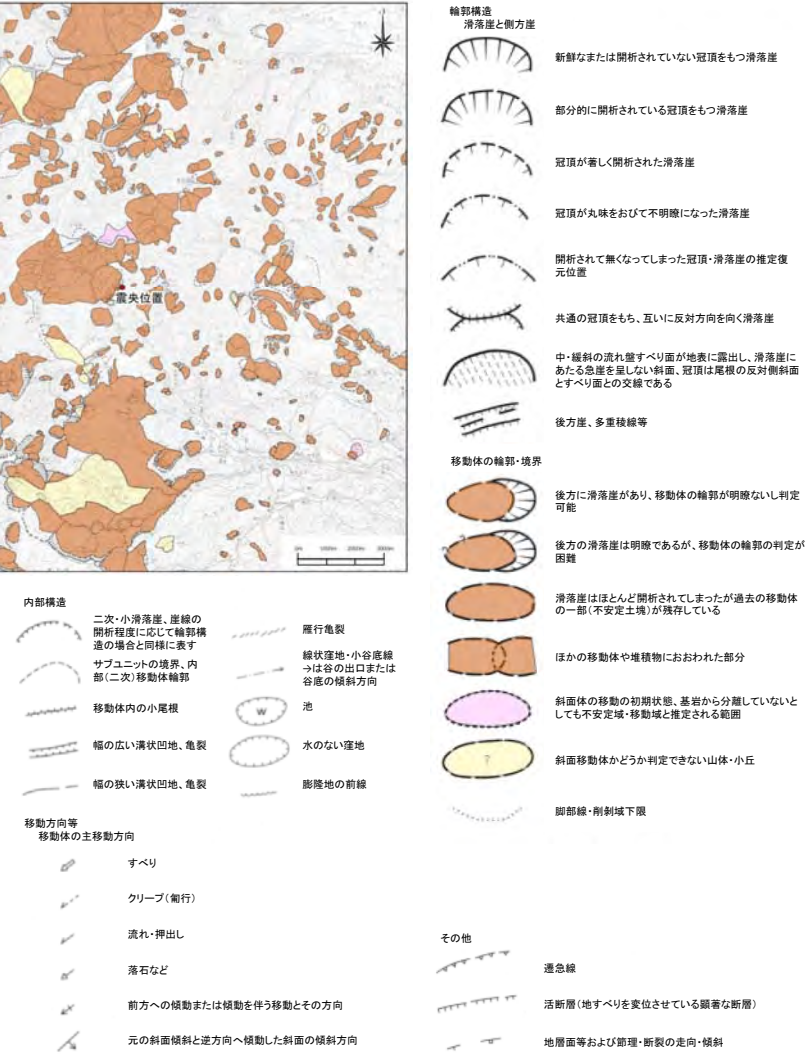 震央位置
0m 1000m 2000m 3000m
輪郭構造
滑落崖と側方崖
新鮮なまたは開析されていない冠頂をもつ滑落崖
部分的に開析されている冠頂をもつ滑落崖
冠頂が著しく開析された滑落崖
冠頂が丸味をおびて不明瞭になった滑落崖
開析されて無くなってしまった冠頂・滑落崖の推定復
元位置
共通の冠頂をもち、互いに反対方向を向く滑落崖
中・緩斜の流れ盤すべり面が地表に露出し、滑落崖に
あたる急崖を呈しない斜面、冠頂は尾根の反対側斜面
とすべり面との交線である
後方崖、多重稜線等
移動体の輪郭・境界
後方に滑落崖があり、移動体の輪郭が明瞭ないし判定
可能
後方の滑落崖は明瞭であるが、移動体の輪郭の判定が
困難
滑落崖はほとんど開析されてしまったが過去の移動体
の一部(不安定土塊)が残存している
ほかの移動体や堆積物におおわれた部分
斜面体の移動の初期状態、基岩から分離していないと
しても不安定域・移動域と推定される範囲
?
斜面移動体かどうか判定できない山体・小丘
脚部線・削剝域下限
内部構造
二次・小滑落崖、崖線の
開析程度に応じて輪郭構
造の場合と同様に表す
サブユニットの境界、内
部(二次)移動体輪郭
移動体内の小尾根
幅の広い溝状凹地、亀裂
幅の狭い溝状凹地、亀裂
雁行亀裂
線状窪地・小谷底線
→は谷の出口または
谷底の傾斜方向
W
池
水のない窪地
膨隆地の前線
移動方向等
移動体の主移動方向
すべり
クリープ(匍行)
流れ・押出し
落石など
前方への傾動または傾動を伴う移動とその方向
元の斜面傾斜と逆方向へ傾動した斜面の傾斜方向
その他
遷急線
活断層(地すべりを変位させている顕著な断層)
地層面等および節理・断裂の走向・傾斜